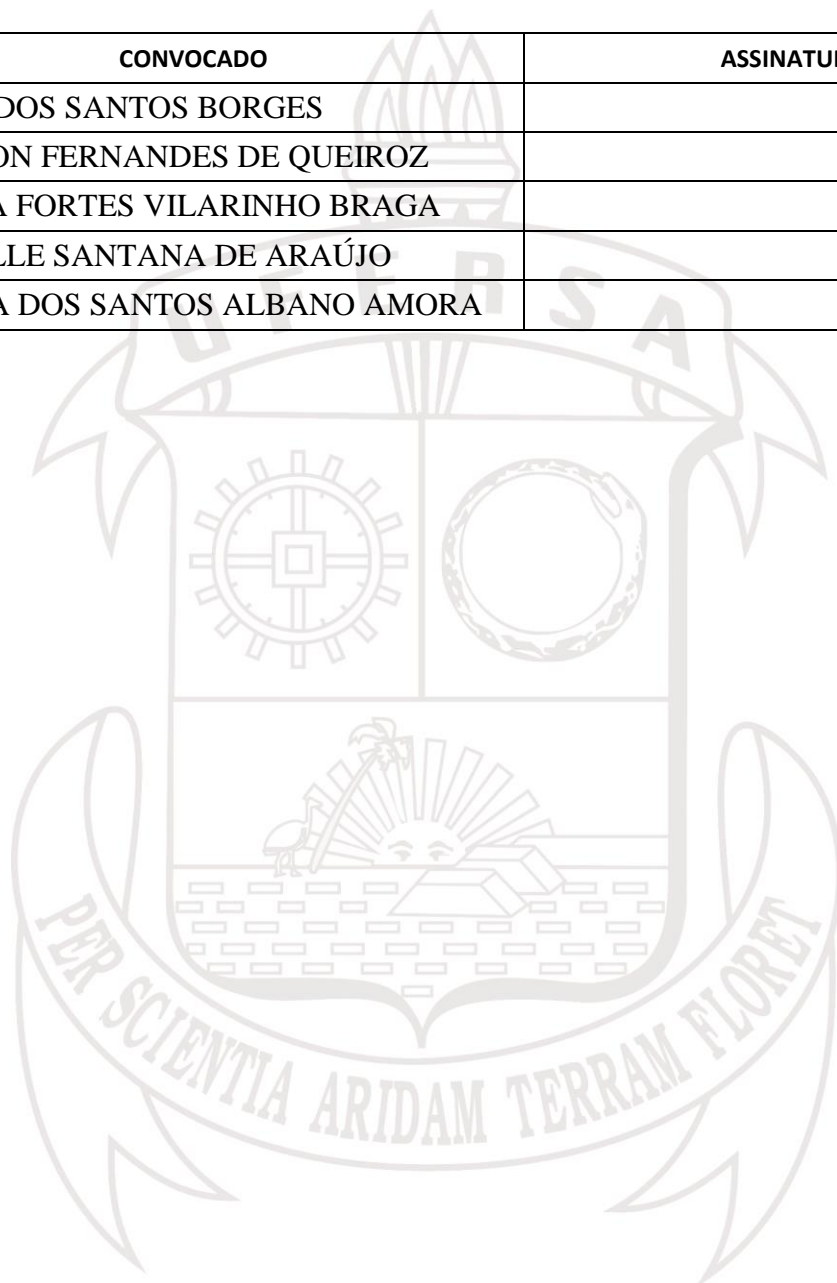 CONVOCADO ASSINATU
DOS SANTOS BORGES
ON FERNANDES DE QUEIROZ
A FORTES VILARINHO BRAGA
LLE SANTANA DE ARAÚJO
A DOS SANTOS ALBANO AMORA
UFERSA
PER SCIENTIA ARIDAM TERRAM FLORET